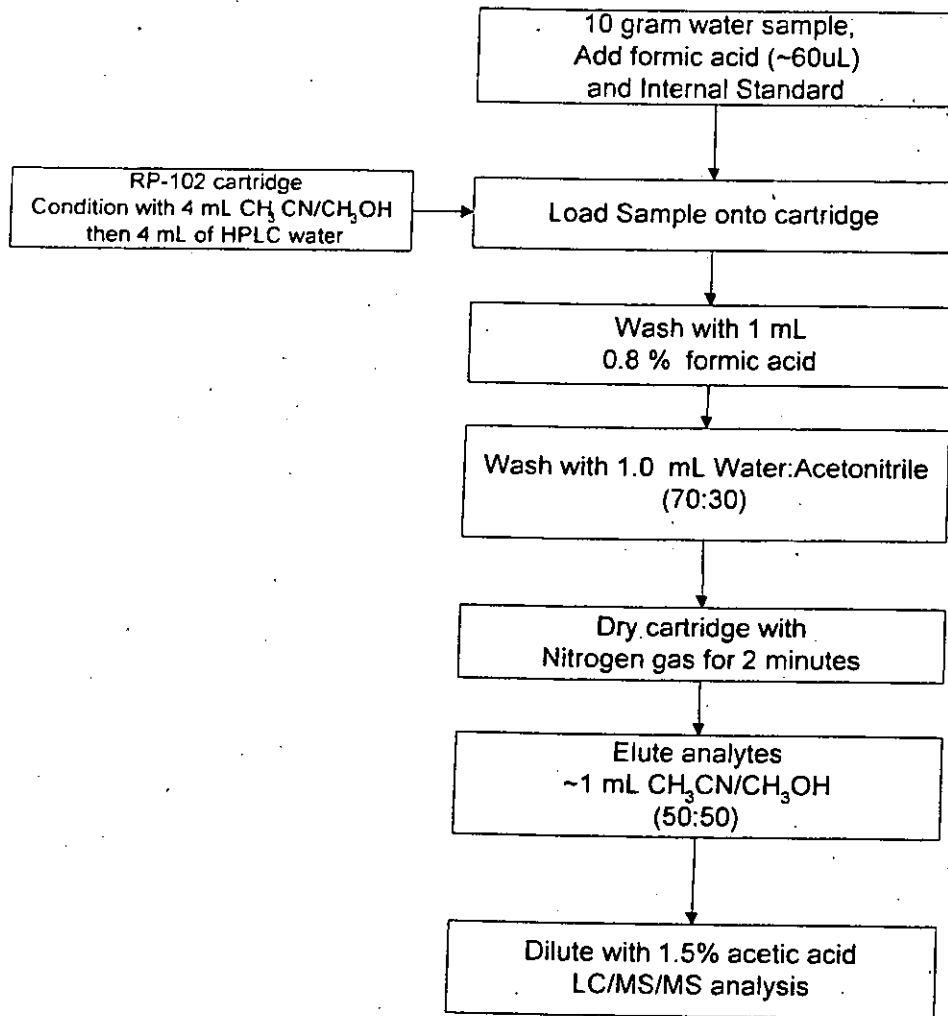 10 gram water sample,
Add formic acid (~60uL)
and Internal Standard
RP-102 cartridge
Condition with 4 mL CH₃CN/CH₃OH
then 4 mL of HPLC water
Load Sample onto cartridge
Wash with 1 mL
0.8 % formic acid
Wash with 1.0 mL Water:Acetonitrile
(70:30)
Dry cartridge with
Nitrogen gas for 2 minutes
Elute analytes
~1 mL CH₃CN/CH₃OH
(50:50)
Dilute with 1.5% acetic acid
LC/MS/MS analysis